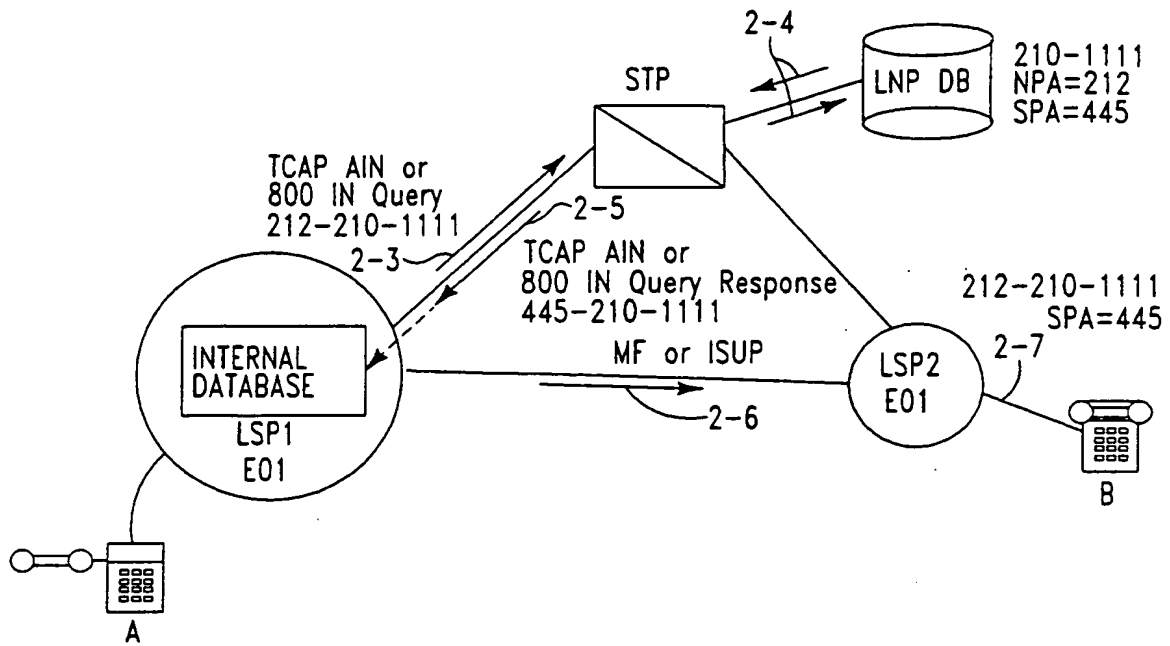 2-4
STP
LNP DB
210-1111
NPA=212
SPA=445
TCAP AIN or
800 IN Query
212-210-1111
2-3
2-5
TCAP AIN or
800 IN Query Response
445-210-1111
212-210-1111
SPA=445
2-7
INTERNAL
DATABASE
LSP1
E01
MF or ISUP
2-6
LSP2
E01
A
B